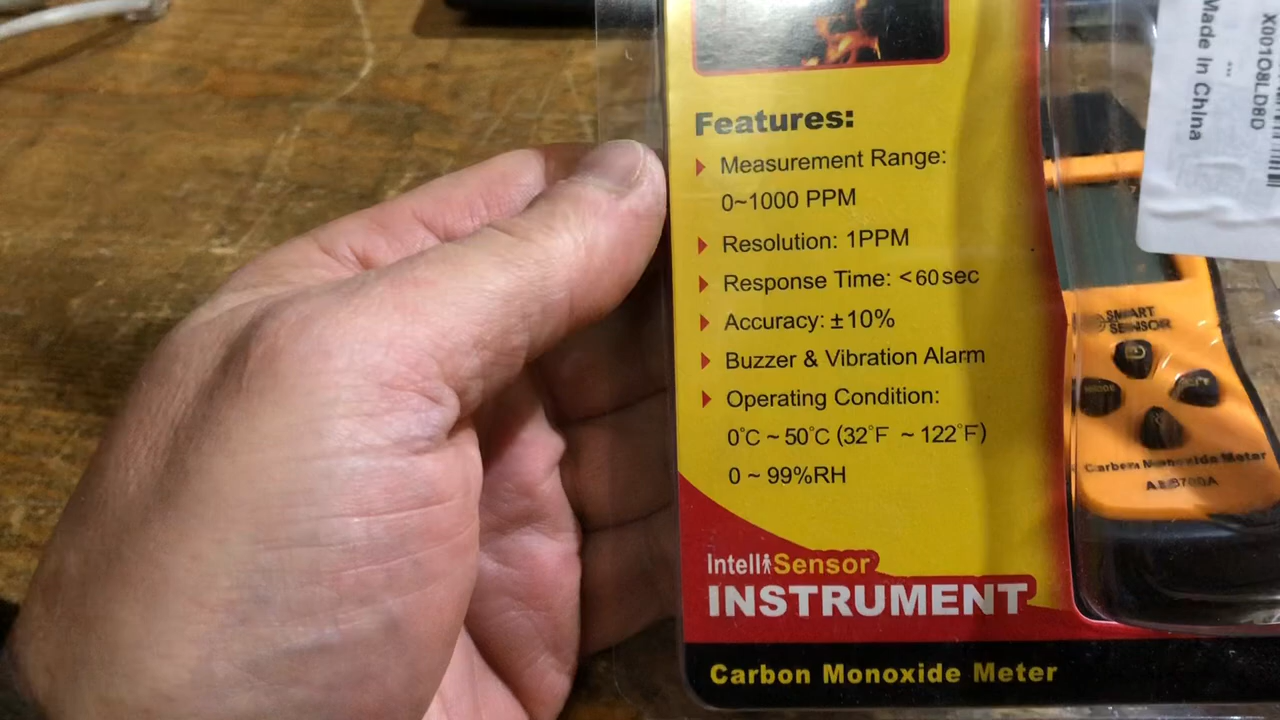 Features:
Measurement Range:
0~1000 PPM
Resolution: 1PPM
Response Time: <60sec
Accuracy: ±10%
Buzzer & Vibration Alarm
Operating Condition:
0°C ~ 50°C (32°F ~ 122°F)
0 ~ 99%RH
IntelliSensor
INSTRUMENT
Carbon Monoxide Meter
X001O8LD8D
...
Made in China
SMART
SENSOR
MODE
Carbon Monoxide Meter